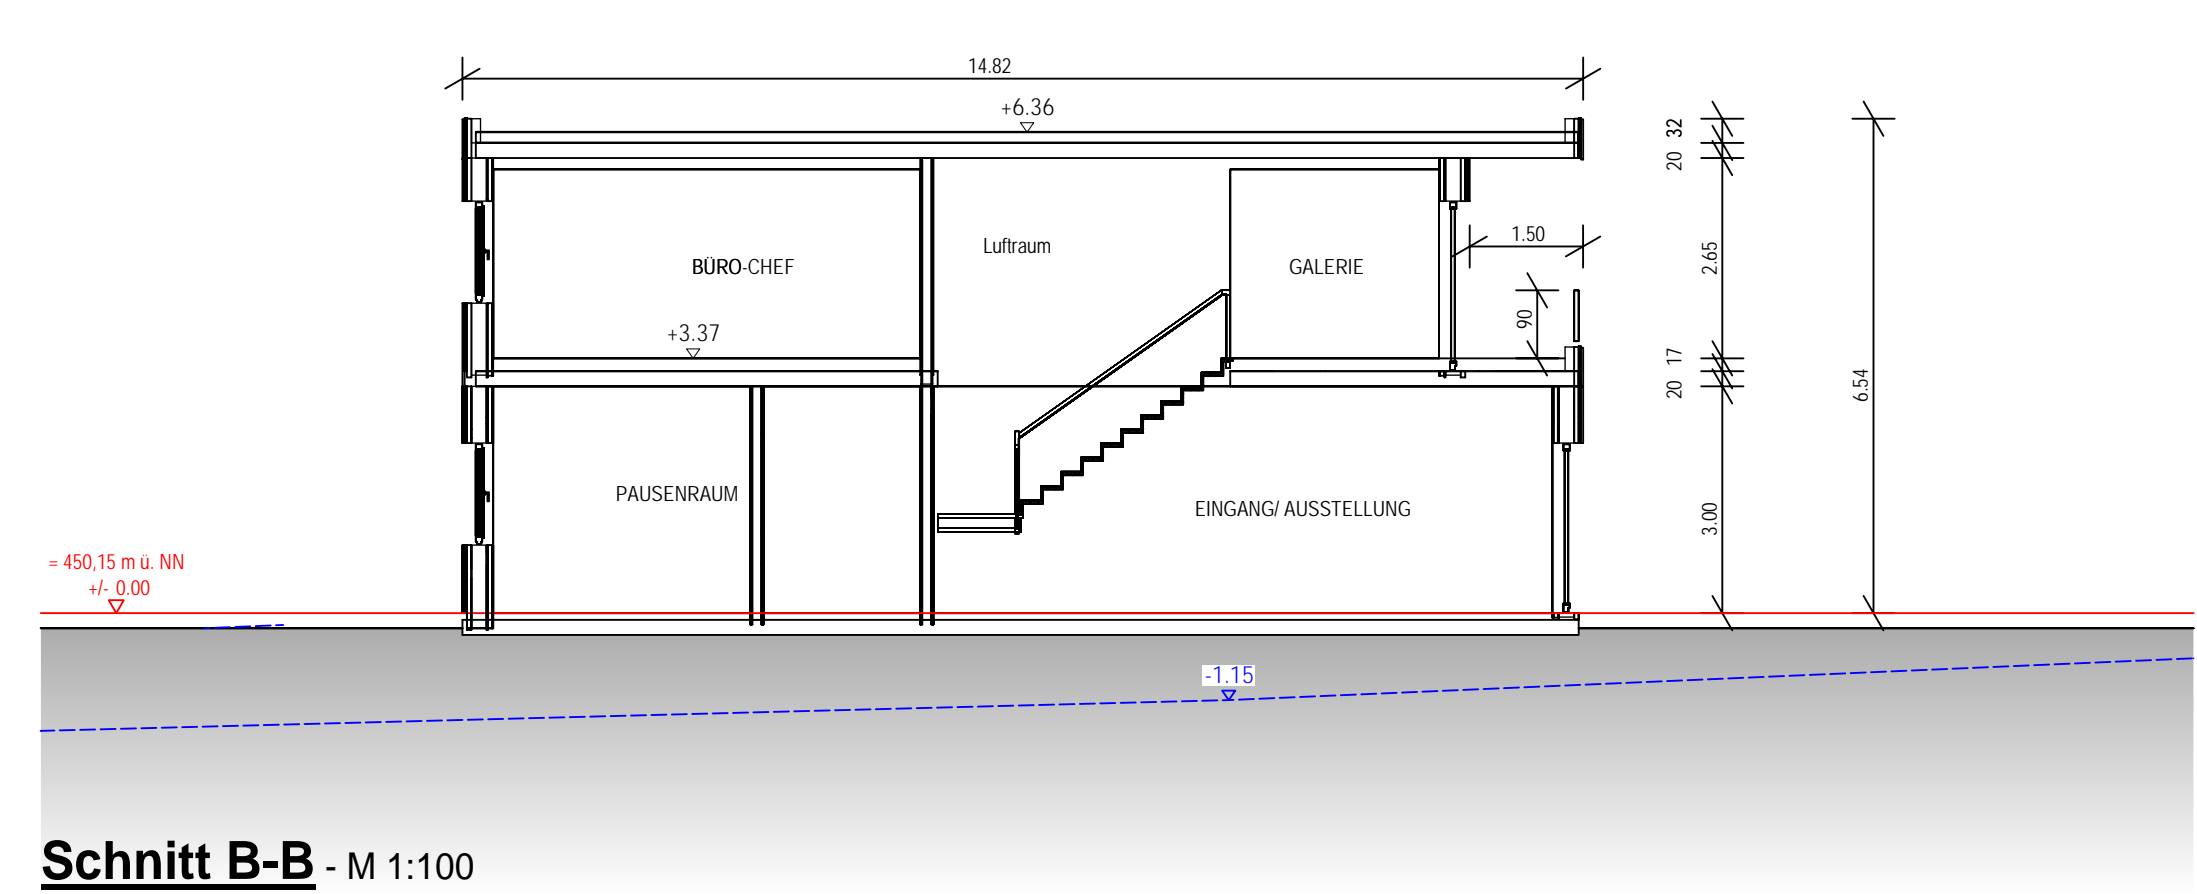 14.82
+6.36
32
20
Luftraum
1.50
BÜRO-CHEF
GALERIE
2.65
90
+3.37
17
20
6.54
PAUSENRAUM
EINGANG/ AUSSTELLUNG
3.00
= 450,15 m ü. NN
+/- 0.00
-1.15
Schnitt B-B - M 1:100